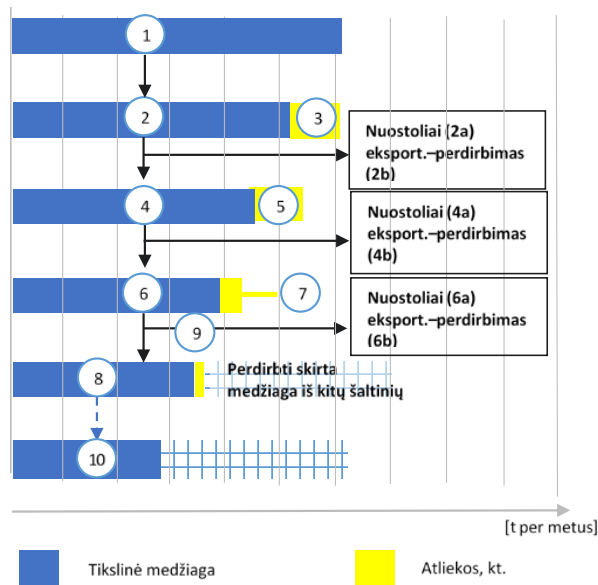 1
2
3
Nuostoliai (2a)
eksport.–perdirbimas
(2b)
4
5
Nuostoliai (4a)
eksport.–perdirbimas
(4b)
6
7
Nuostoliai (6a)
eksport.–perdirbimas
(6b)
9
8
Perdirbti skirta
medžiaga iš kitų šaltinių
10
[t per metus]
Tikslinė medžiaga
Atliekos, kt.